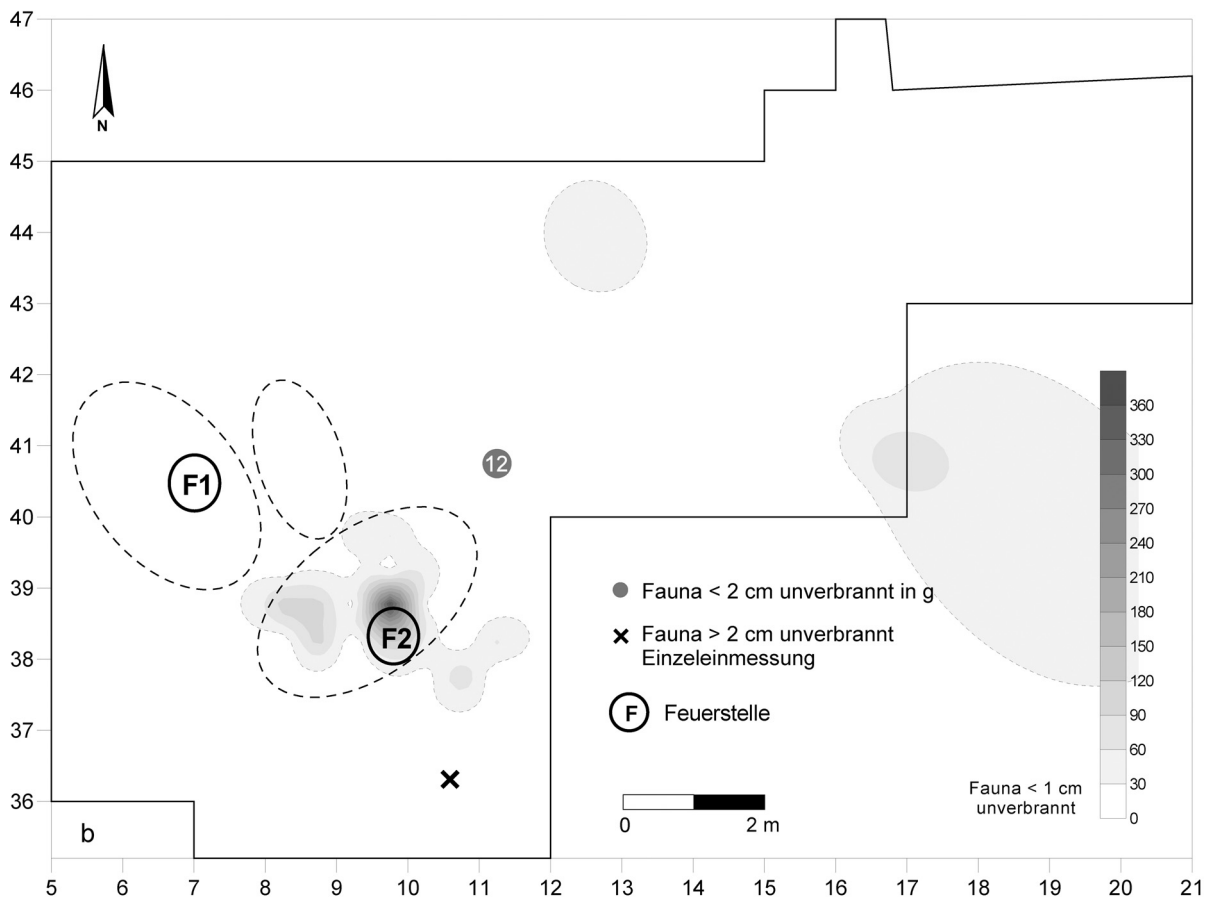 47
46
N
45
44
43
42
360
41
330
F1
12
300
270
40
240
210
39
Fauna < 2 cm unverbrannt in g
180
F2
Fauna > 2 cm unverbrannt
Einzeleinmessung
150
38
120
F
Feuerstelle
90
37
60
36
Fauna < 1 cm
unverbrannt
30
b
0
2 m
0
5 6 7 8 9 10 11 12 13 14 15 16 17 18 19 20 21